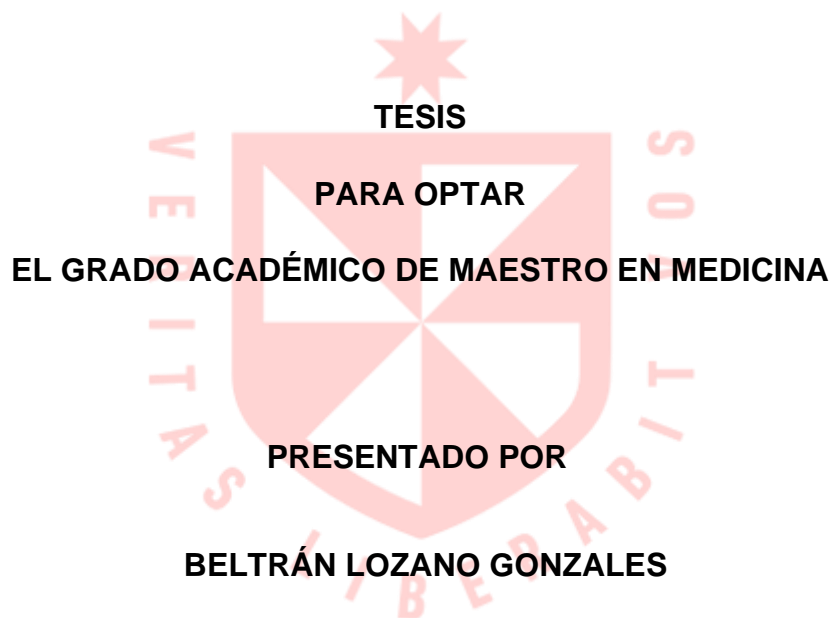 TESIS
PARA OPTAR
EL GRADO ACADÉMICO DE MAESTRO EN MEDICINA
PRESENTADO POR
BELTRÁN LOZANO GONZALES
VERITAS LIBERABIT VOS